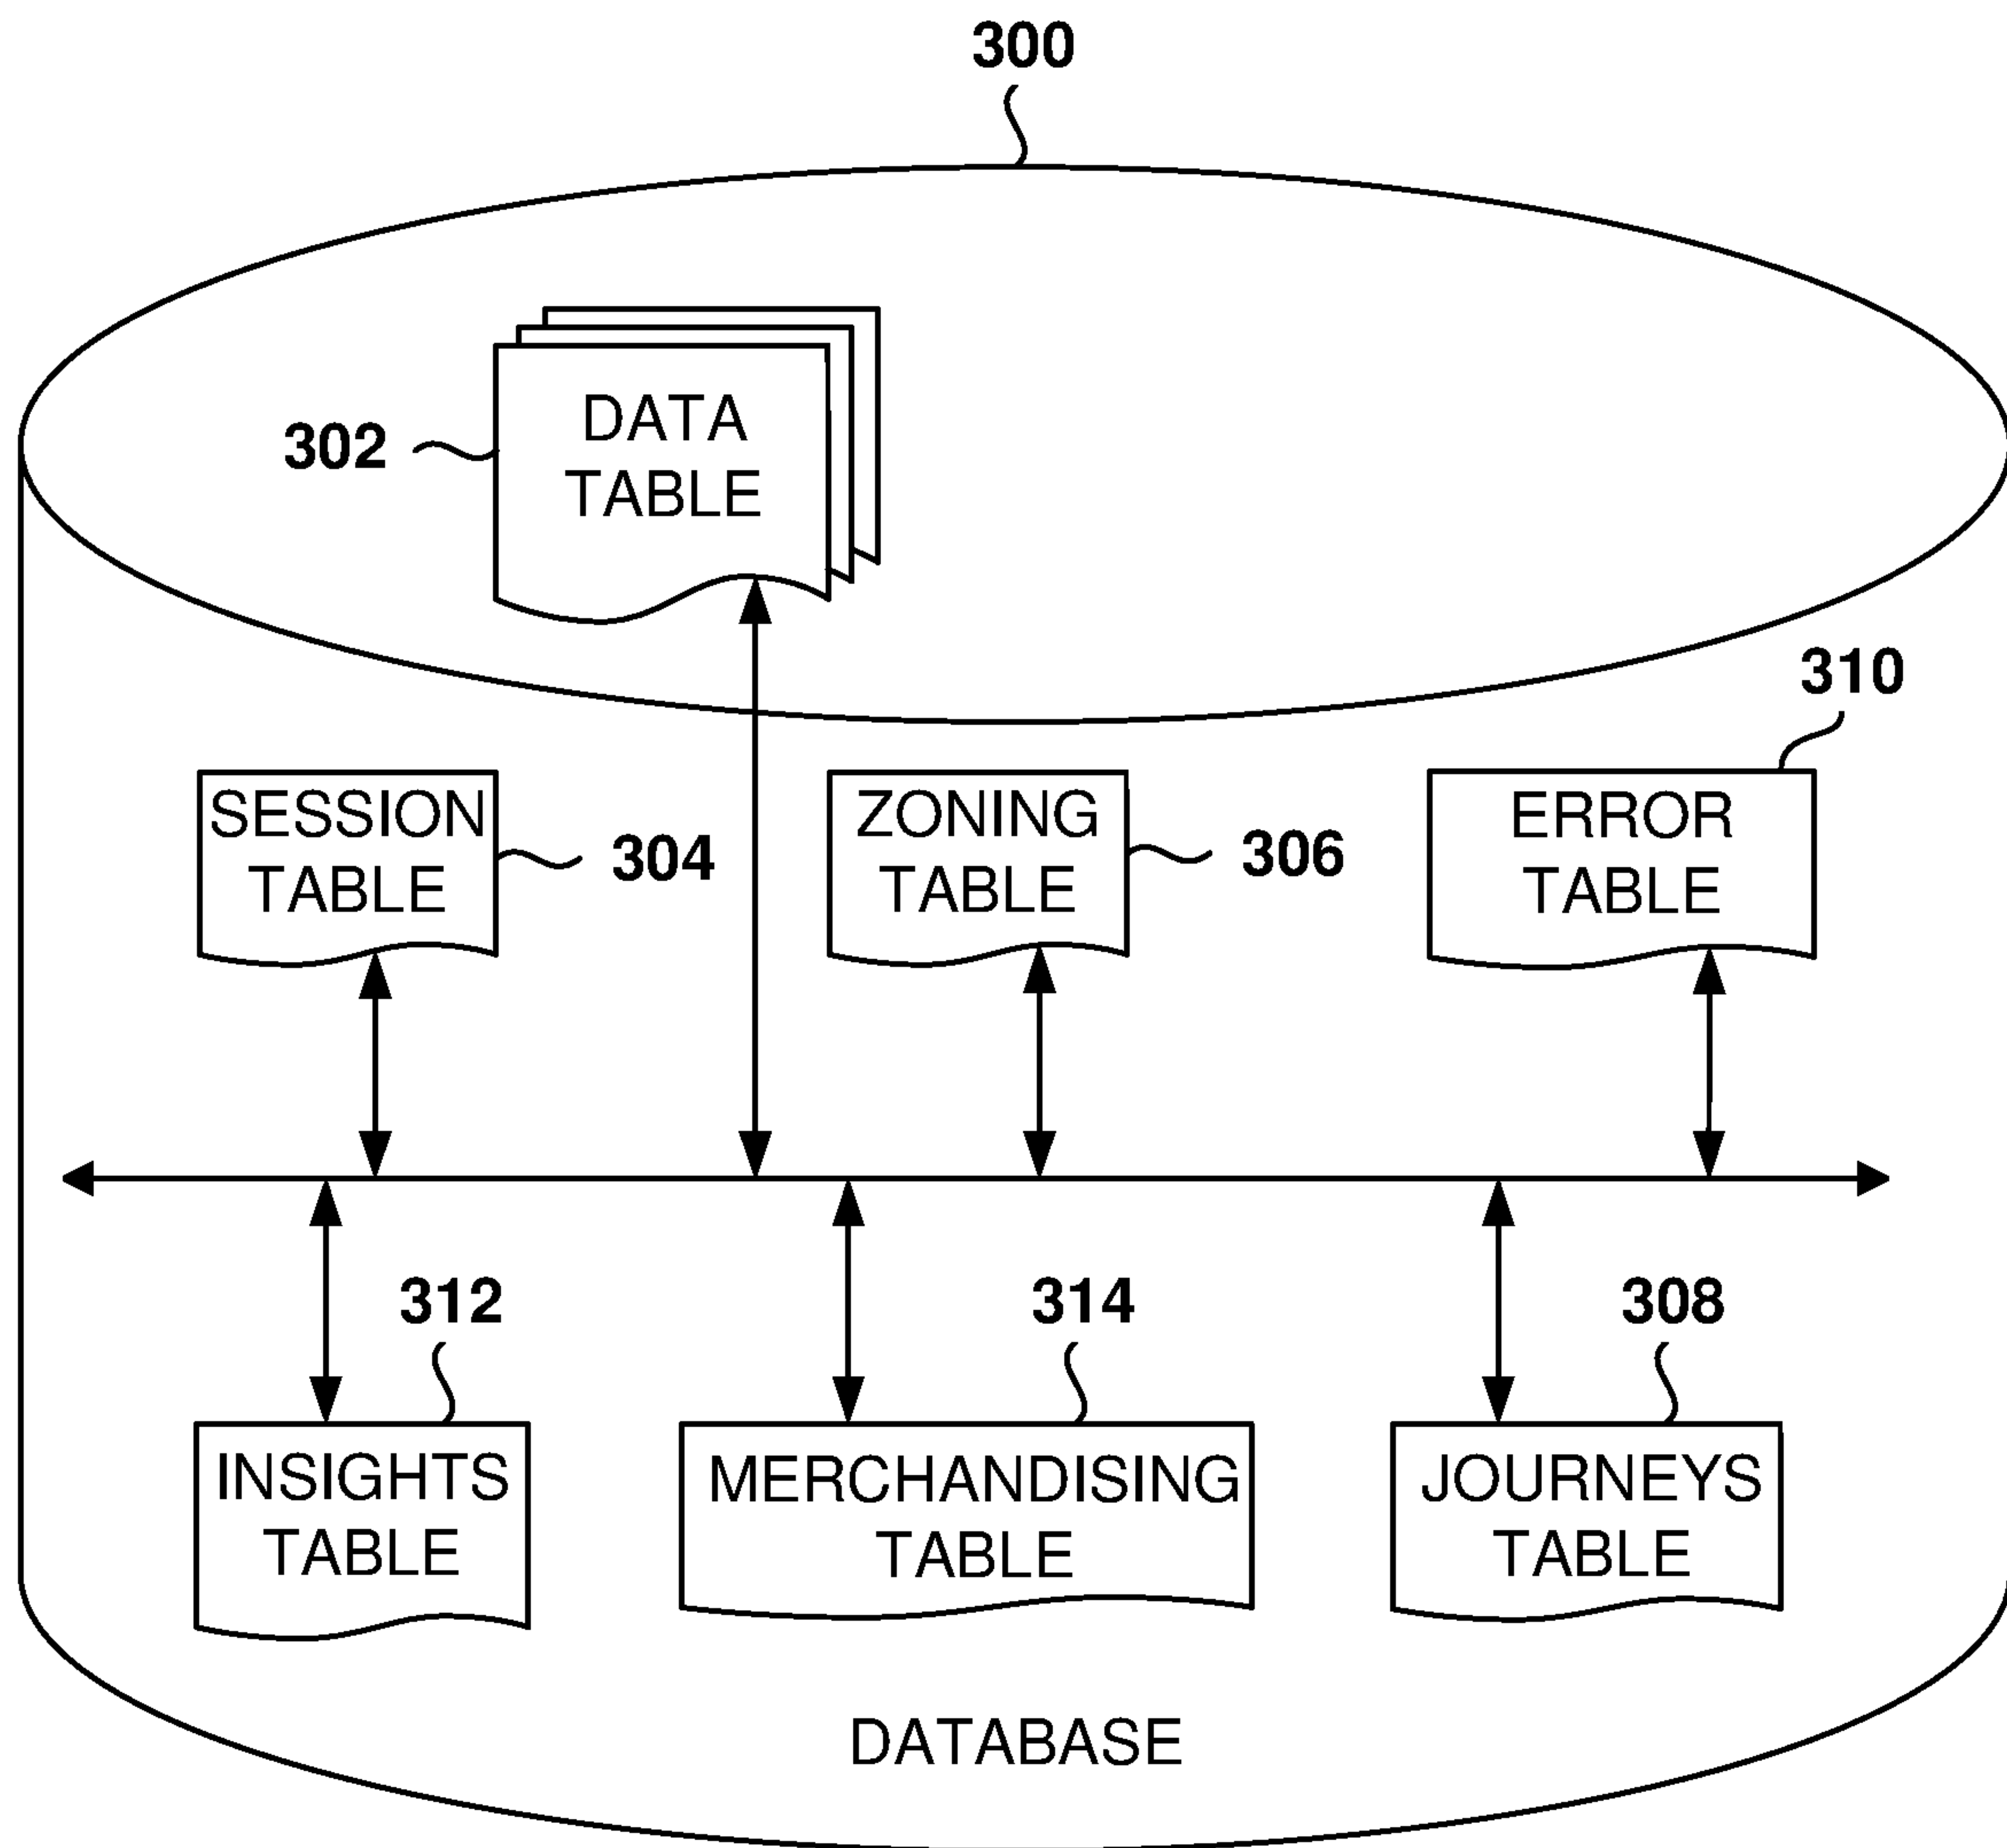 300
302
DATA
TABLE
310
SESSION
TABLE
304
ZONING
TABLE
306
ERROR
TABLE
312
314
308
INSIGHTS
TABLE
MERCHANDISING
TABLE
JOURNEYS
TABLE
DATABASE